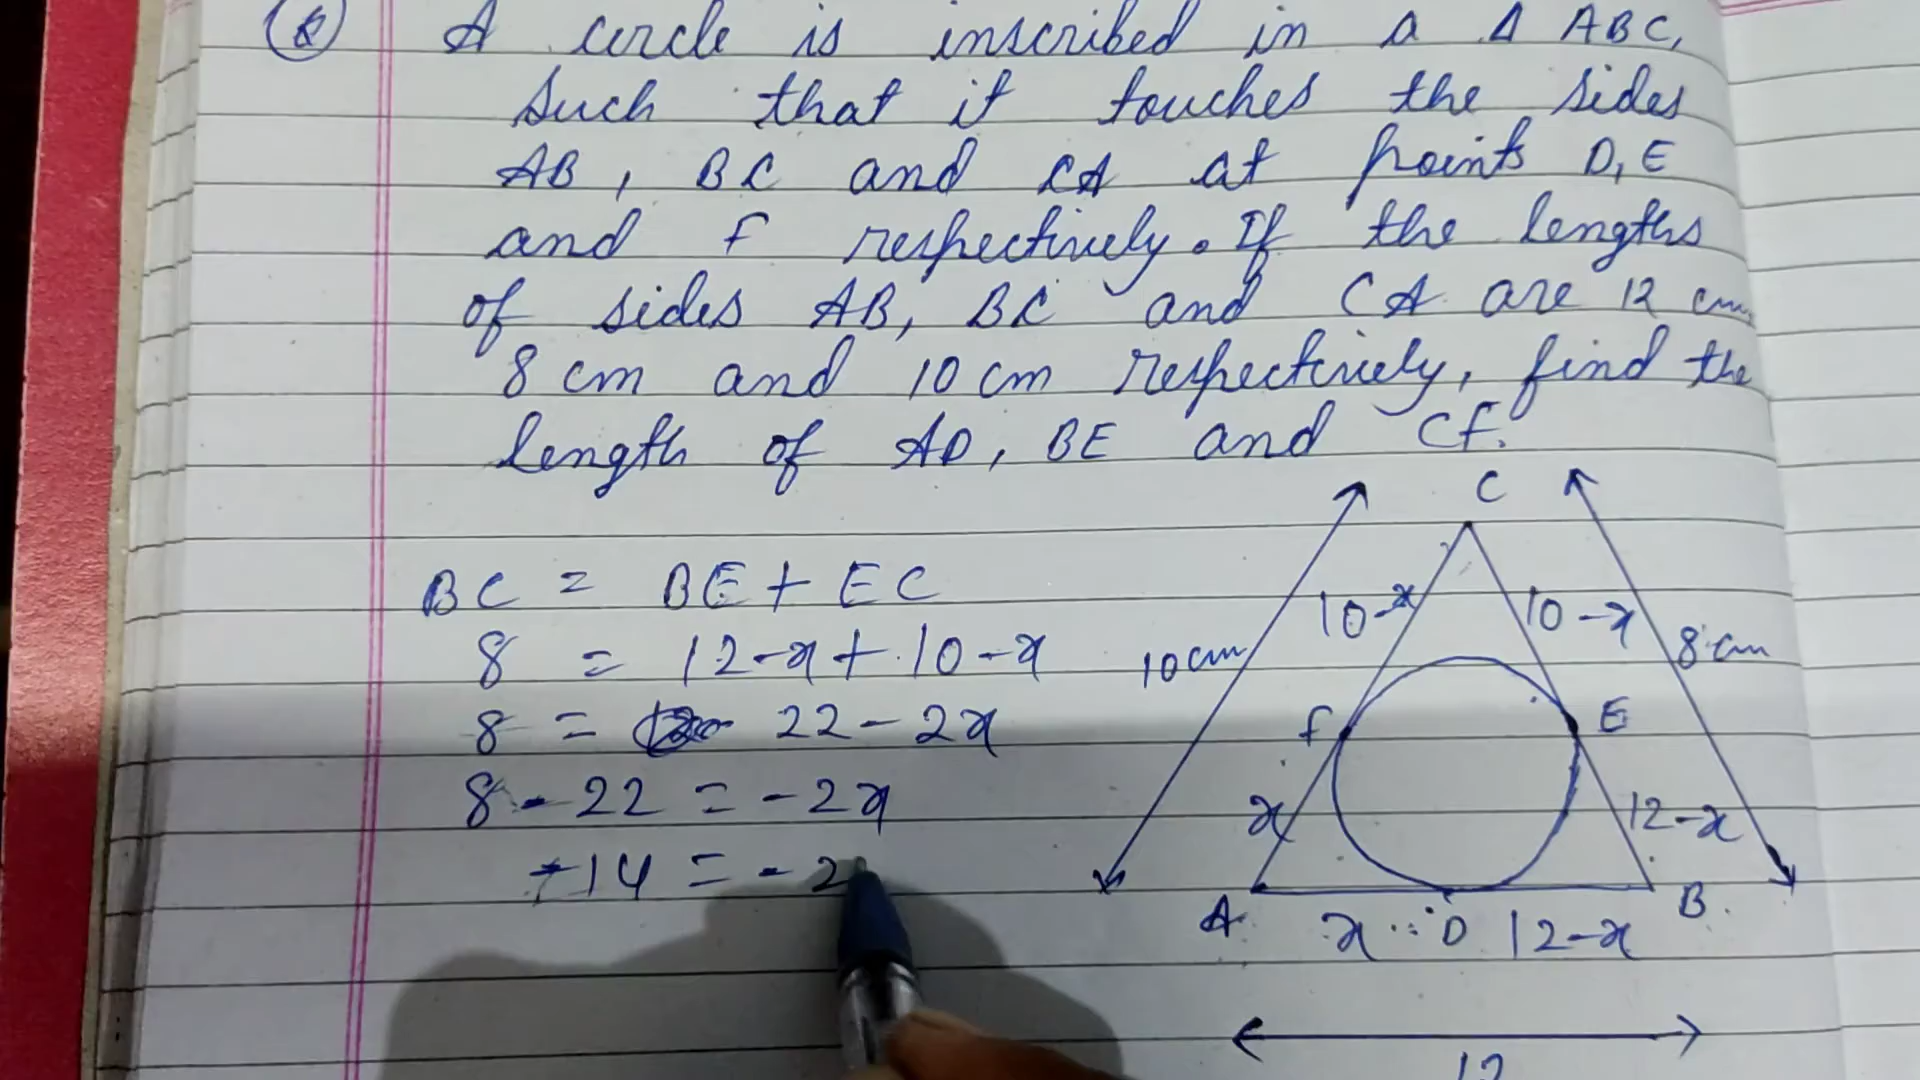 Q A circle is inscribed in a Δ ABC,
such that it touches the sides
AB, BC and CA at points D, E
and F respectively. If the lengths
of sides AB, BC and CA are 12 cm,
8 cm and 10 cm respectively, find the
length of AD, BE and CF.
C
BC = BE + EC
10-x 10-x
8 = 12-x + 10-x
10cm 8 cm
8 = 22 - 2x
F E
8 - 22 = -2x
x 12-x
-14 = -2
A B
x D 12-x
12